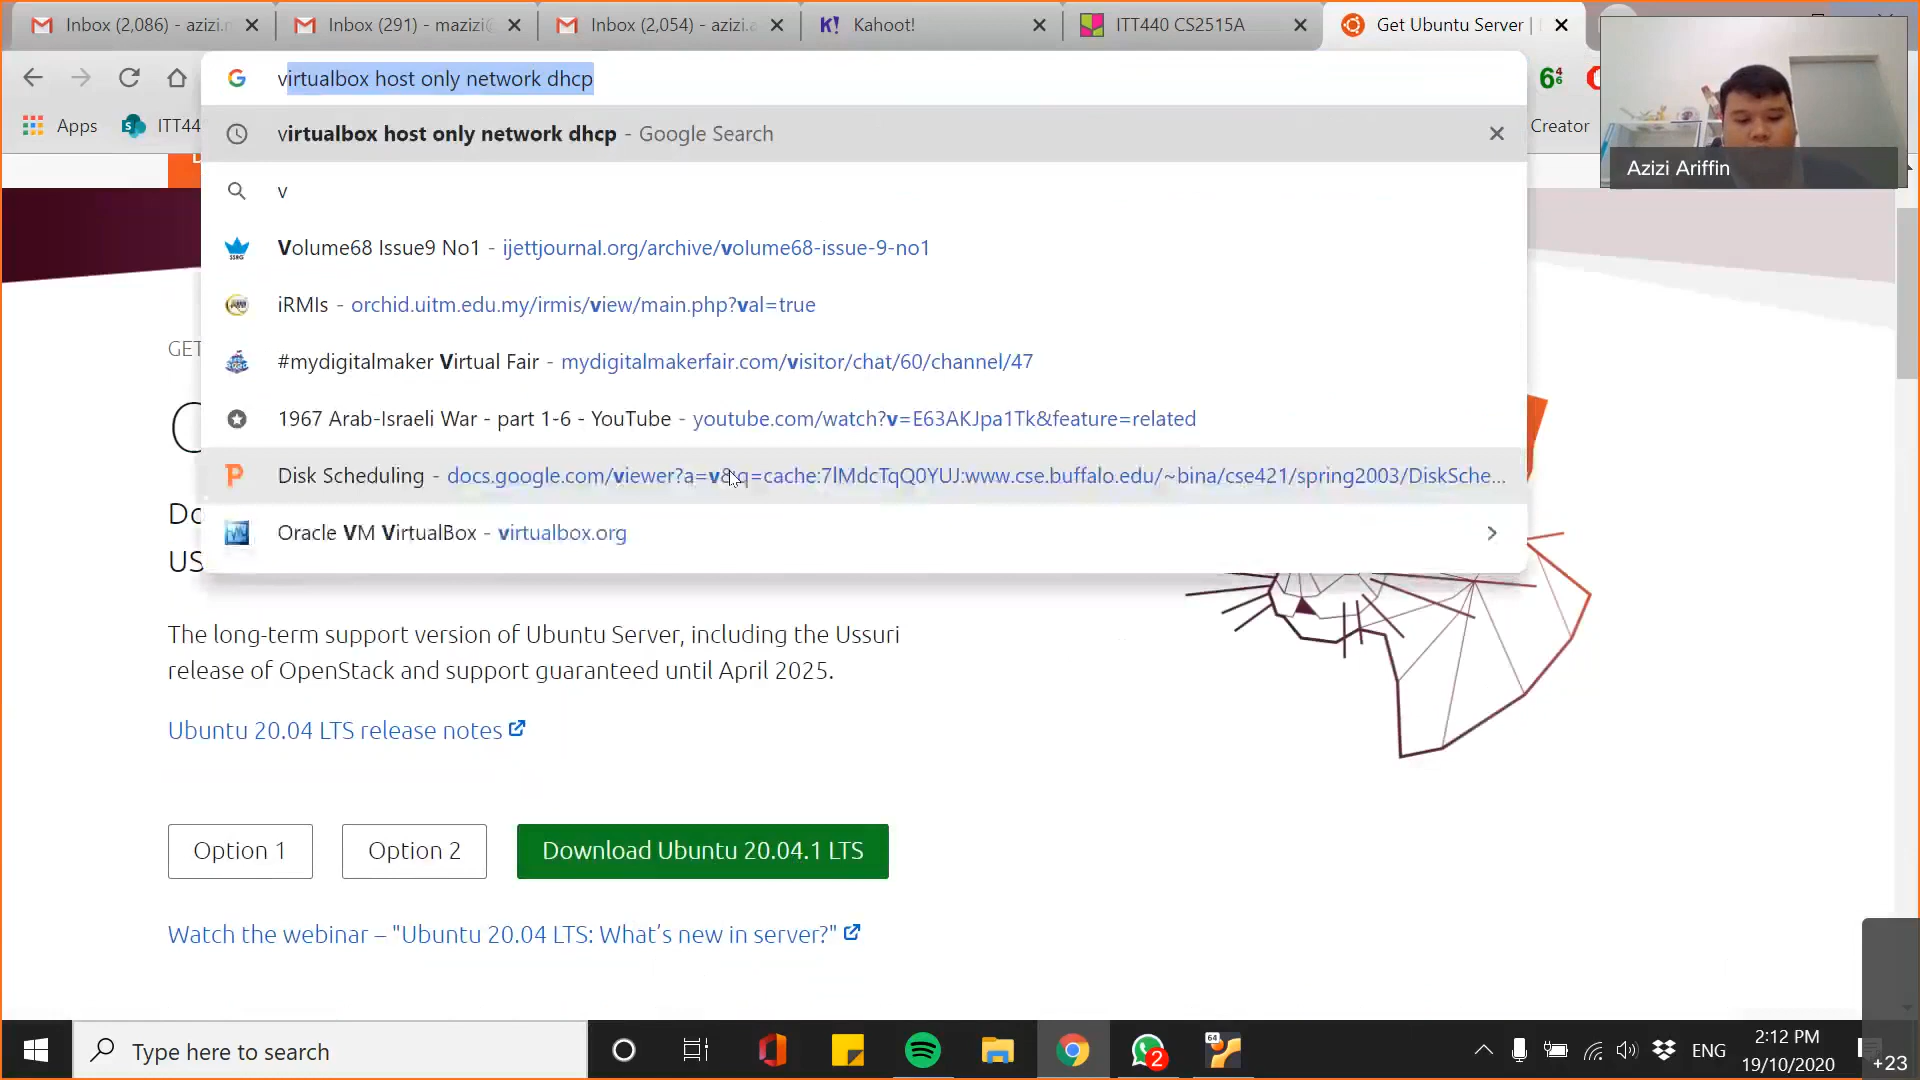 Inbox (2,086) - azizi.n
Inbox (291) - mazizi@
Inbox (2,054) - azizi.a
K! Kahoot!
ITT440 CS2515A
Get Ubuntu Server |
virtualbox host only network dhcp
virtualbox host only network dhcp - Google Search
Apps
ITT44
Creator
Azizi Ariffin
v
Volume68 Issue9 No1 - ijettjournal.org/archive/volume68-issue-9-no1
iRMIs - orchid.uitm.edu.my/irmis/view/main.php?val=true
GET
#mydigitalmaker Virtual Fair - mydigitalmakerfair.com/visitor/chat/60/channel/47
1967 Arab-Israeli War - part 1-6 - YouTube - youtube.com/watch?v=E63AKJpa1Tk&feature=related
Disk Scheduling - docs.google.com/viewer?a=v&q=cache:7lMdcTqQ0YUJ:www.cse.buffalo.edu/~bina/cse421/spring2003/DiskSche...
Oracle VM VirtualBox - virtualbox.org
The long-term support version of Ubuntu Server, including the Ussuri
release of OpenStack and support guaranteed until April 2025.
Ubuntu 20.04 LTS release notes
Option 1
Option 2
Download Ubuntu 20.04.1 LTS
Watch the webinar – "Ubuntu 20.04 LTS: What's new in server?"
Type here to search
64
2
ENG
2:12 PM
19/10/2020
+23